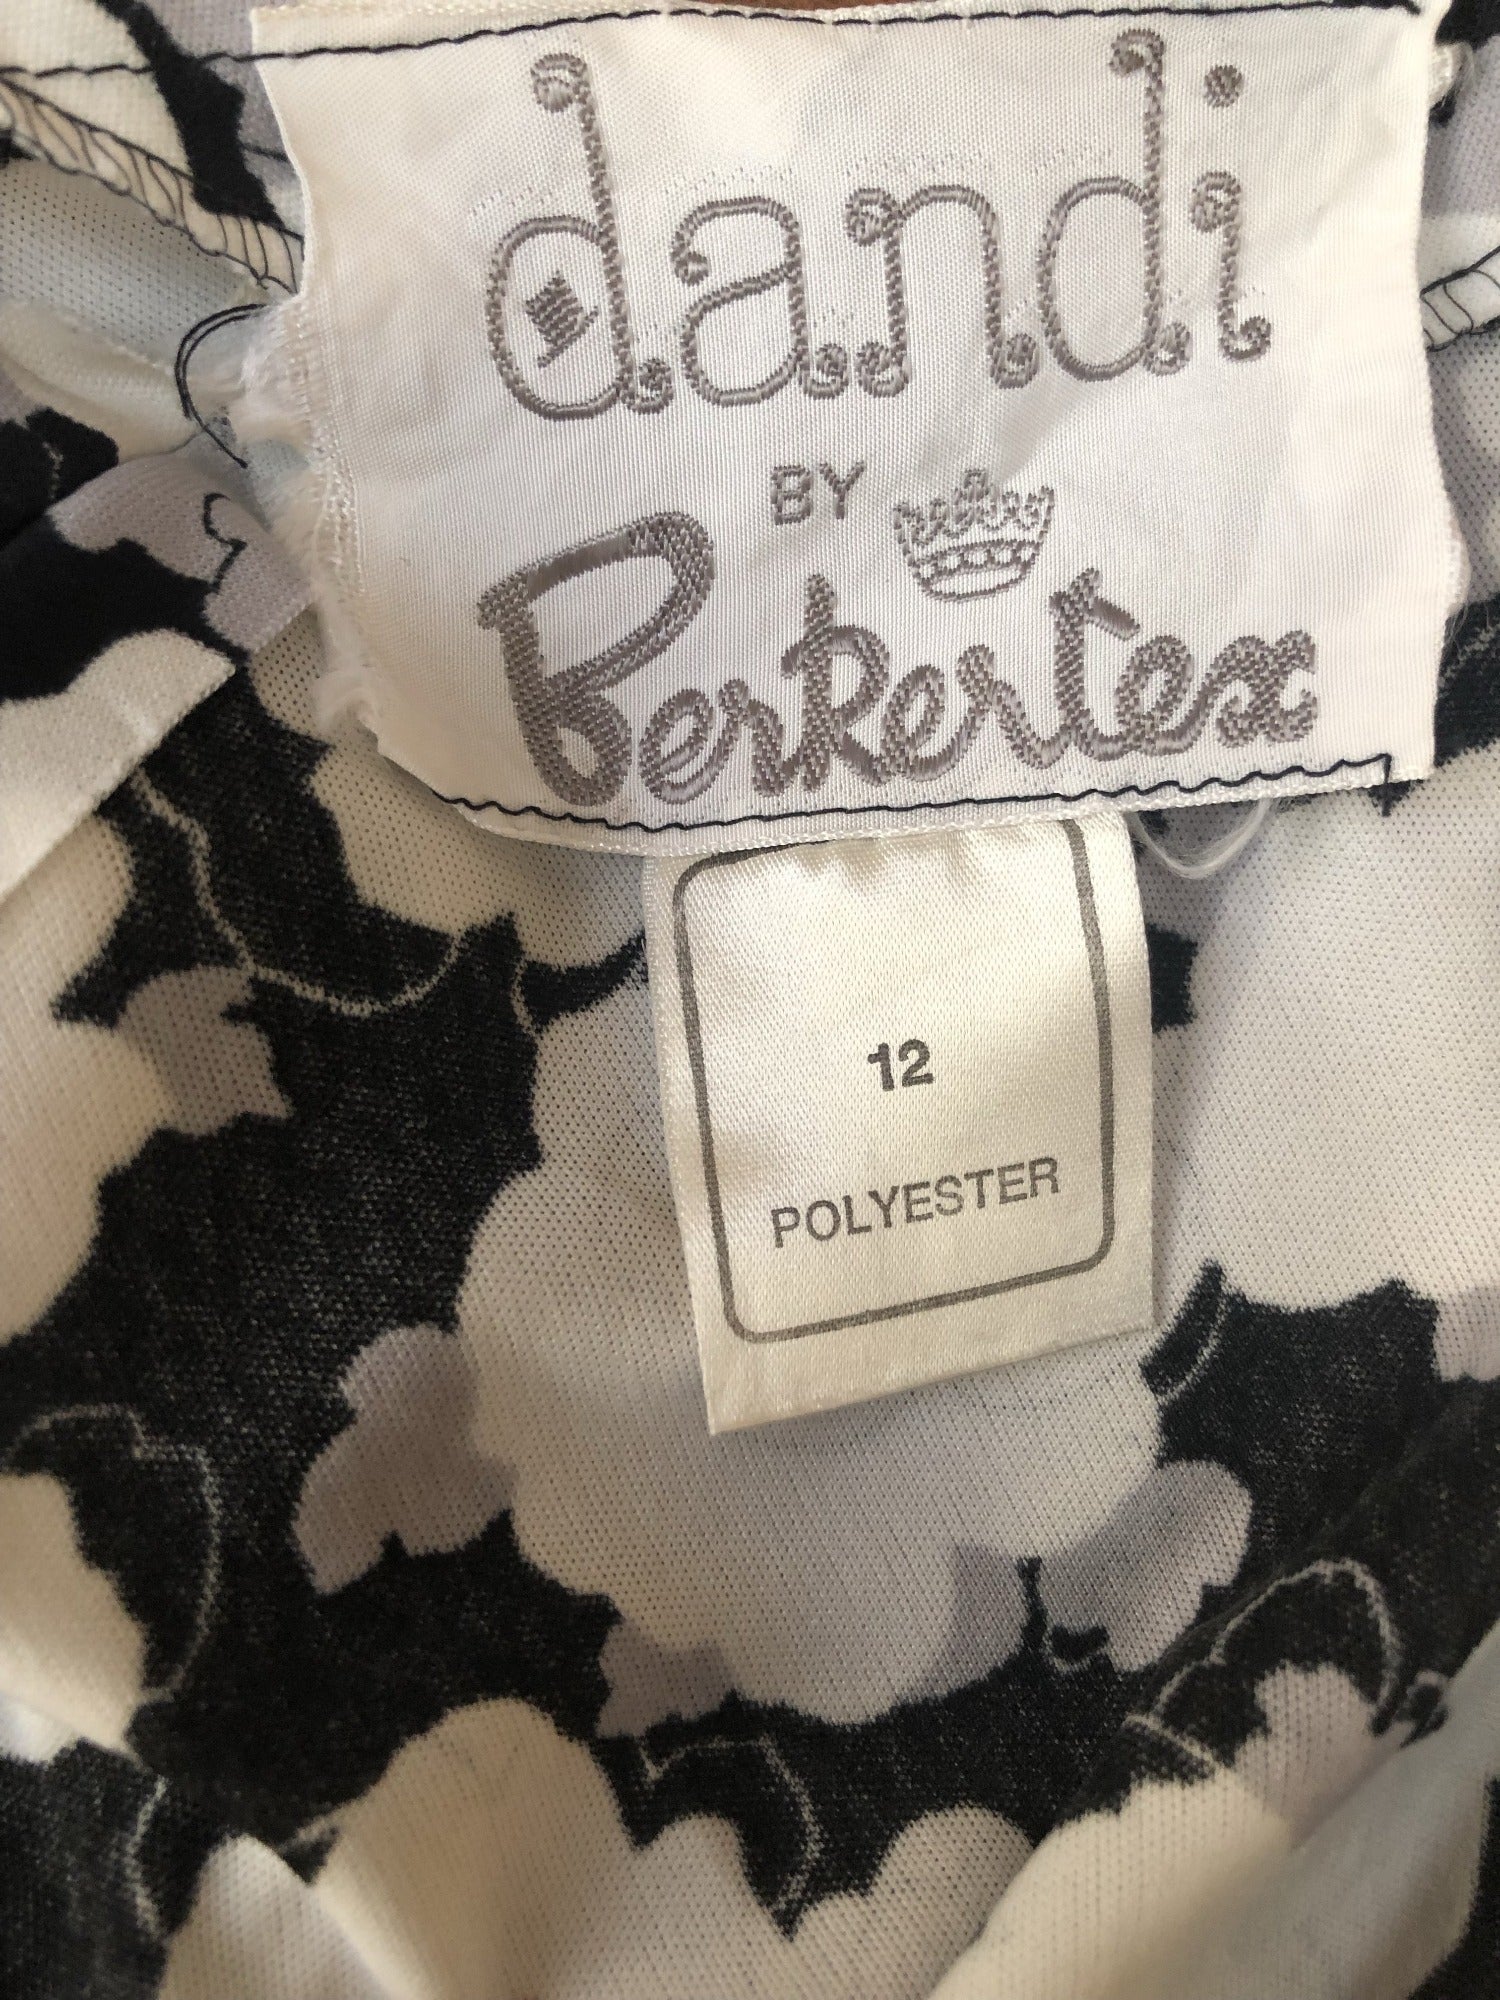 dandi
BY
Berkertex
12
POLYESTER